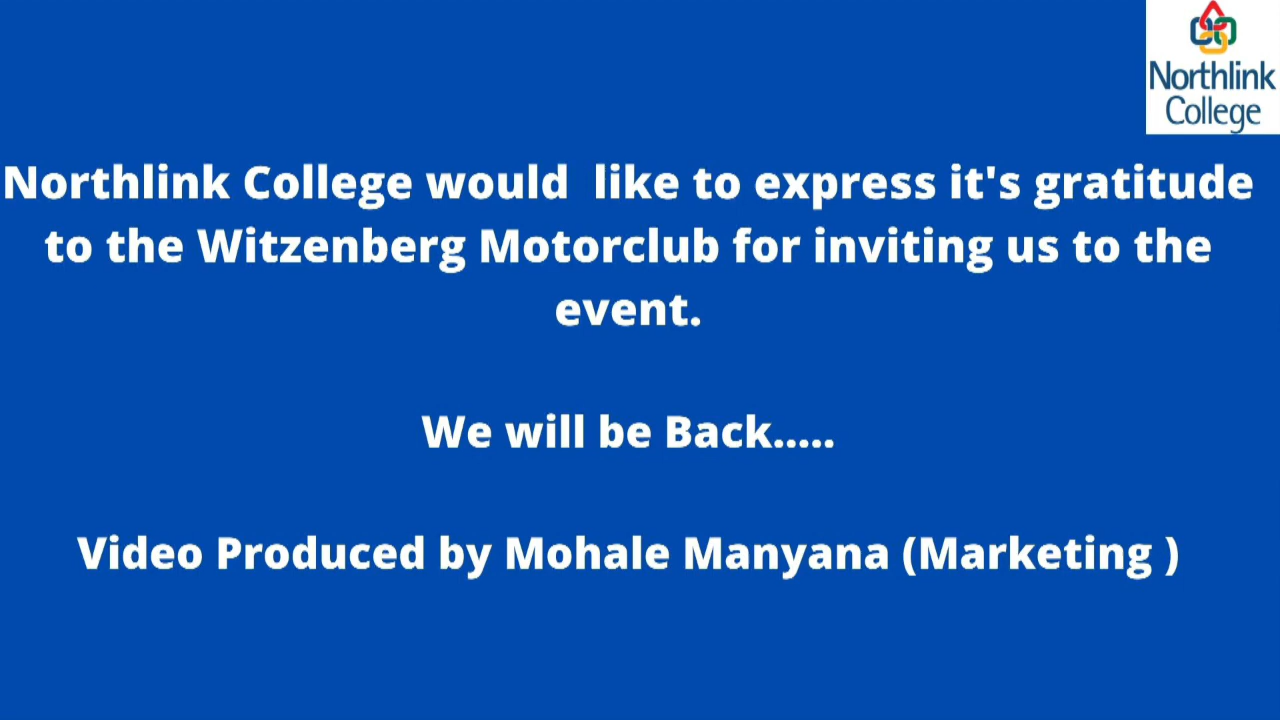 Northlink
College
Northlink College would  like to express it's gratitude
to the Witzenberg Motorclub for inviting us to the
event.
We will be Back.....
Video Produced by Mohale Manyana (Marketing )